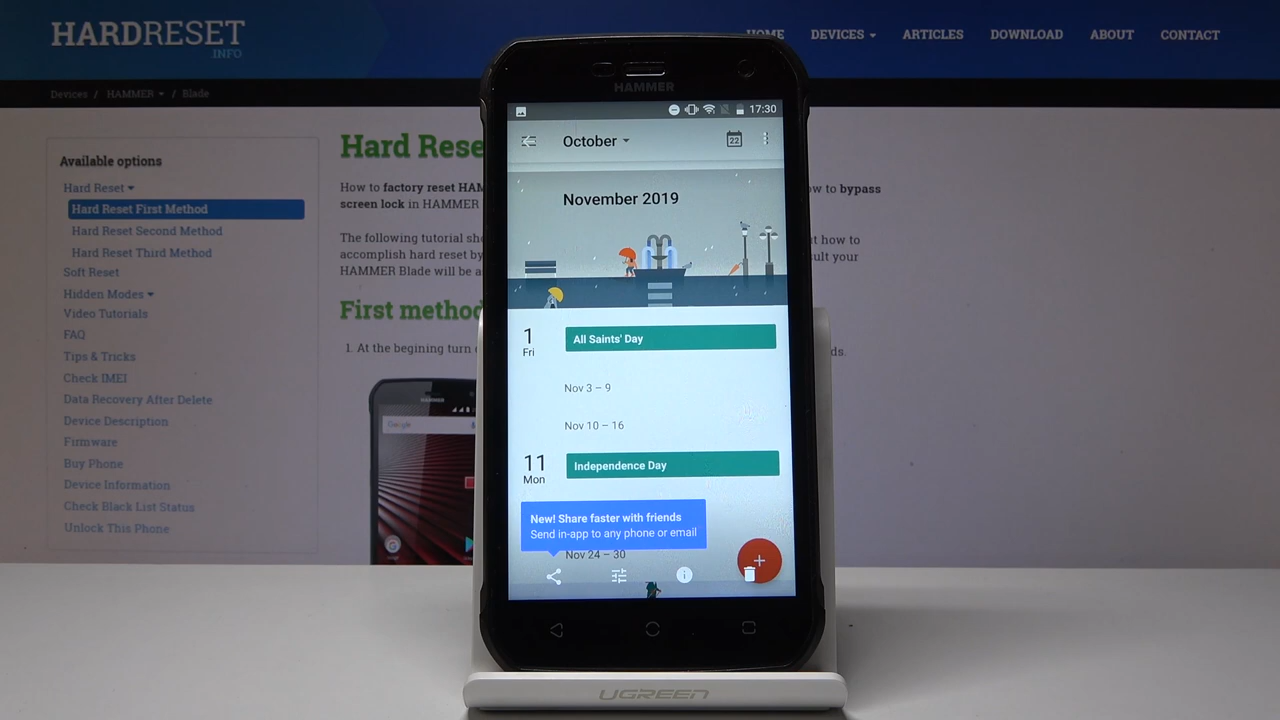 HARDRESET
.INFO
HOME
DEVICES
ARTICLES
DOWNLOAD
ABOUT
CONTACT
Devices / HAMMER / Blade
Available options
Hard Reset
Hard Reset First Method
Hard Reset Second Method
Hard Reset Third Method
Soft Reset
Hidden Modes
Video Tutorials
FAQ
Tips & Tricks
Check IMEI
Data Recovery After Delete
Device Description
Firmware
Buy Phone
Device Information
Check Black List Status
Unlock This Phone
Hard Rese
How to factory reset HAM
screen lock in HAMMER
The following tutorial sh
accomplish hard reset by
HAMMER Blade will be a
First method
1. At the begining turn
ow to bypass
ut how to
sult your
ds.
HAMMER
Google
HAMMER
17:30
October
22
November 2019
1
Fri
All Saints' Day
Nov 3 – 9
Nov 10 – 16
11
Mon
Independence Day
New! Share faster with friends
Send in-app to any phone or email
Nov 24 – 30
UGREEN